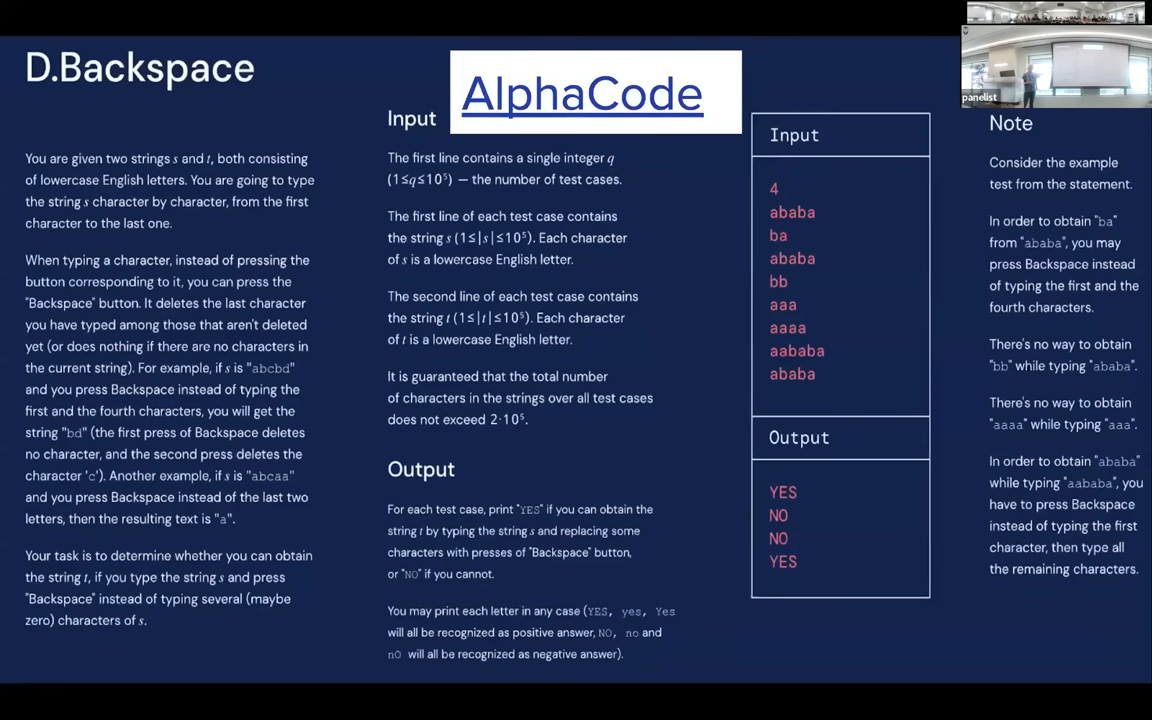 D.Backspace
AlphaCode
panelist
You are given two strings s and t, both consisting
of lowercase English letters. You are going to type
the string s character by character, from the first
character to the last one.
When typing a character, instead of pressing the
button corresponding to it, you can press the
"Backspace" button. It deletes the last character
you have typed among those that aren't deleted
yet (or does nothing if there are no characters in
the current string). For example, if s is "abcbd"
and you press Backspace instead of typing the
first and the fourth characters, you will get the
string "bd" (the first press of Backspace deletes
no character, and the second press deletes the
character 'c'). Another example, if s is "abcaa"
and you press Backspace instead of the last two
letters, then the resulting text is "a".
Your task is to determine whether you can obtain
the string t, if you type the string s and press
"Backspace" instead of typing several (maybe
zero) characters of s.
Input
The first line contains a single integer q
(1≤q≤10⁵) — the number of test cases.
The first line of each test case contains
the string s (1≤|s|≤10⁵). Each character
of s is a lowercase English letter.
The second line of each test case contains
the string t (1≤|t|≤10⁵). Each character
of t is a lowercase English letter.
It is guaranteed that the total number
of characters in the strings over all test cases
does not exceed 2·10⁵.
Output
For each test case, print "YES" if you can obtain the
string t by typing the string s and replacing some
characters with presses of "Backspace" button,
or "NO" if you cannot.
You may print each letter in any case (YES, yes, Yes
will all be recognized as positive answer, NO, no and
nO will all be recognized as negative answer).
Input
4
ababa
ba
ababa
bb
aaa
aaaa
aababa
ababa
Output
YES
NO
NO
YES
Note
Consider the example
test from the statement.
In order to obtain "ba"
from "ababa", you may
press Backspace instead
of typing the first and the
fourth characters.
There's no way to obtain
"bb" while typing "ababa".
There's no way to obtain
"aaaa" while typing "aaa".
In order to obtain "ababa"
while typing "aababa", you
have to press Backspace
instead of typing the first
character, then type all
the remaining characters.